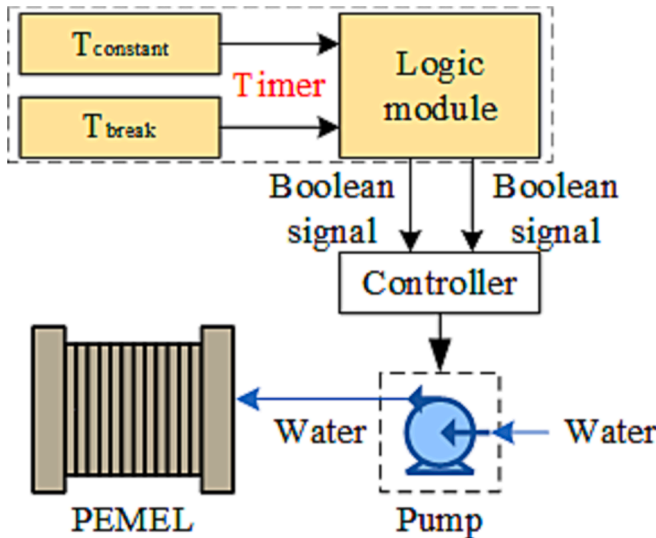 Tconstant
Timer
Tbreak
Logic
module
Boolean
signal
Boolean
signal
Controller
Water
Water
PEMEL
Pump